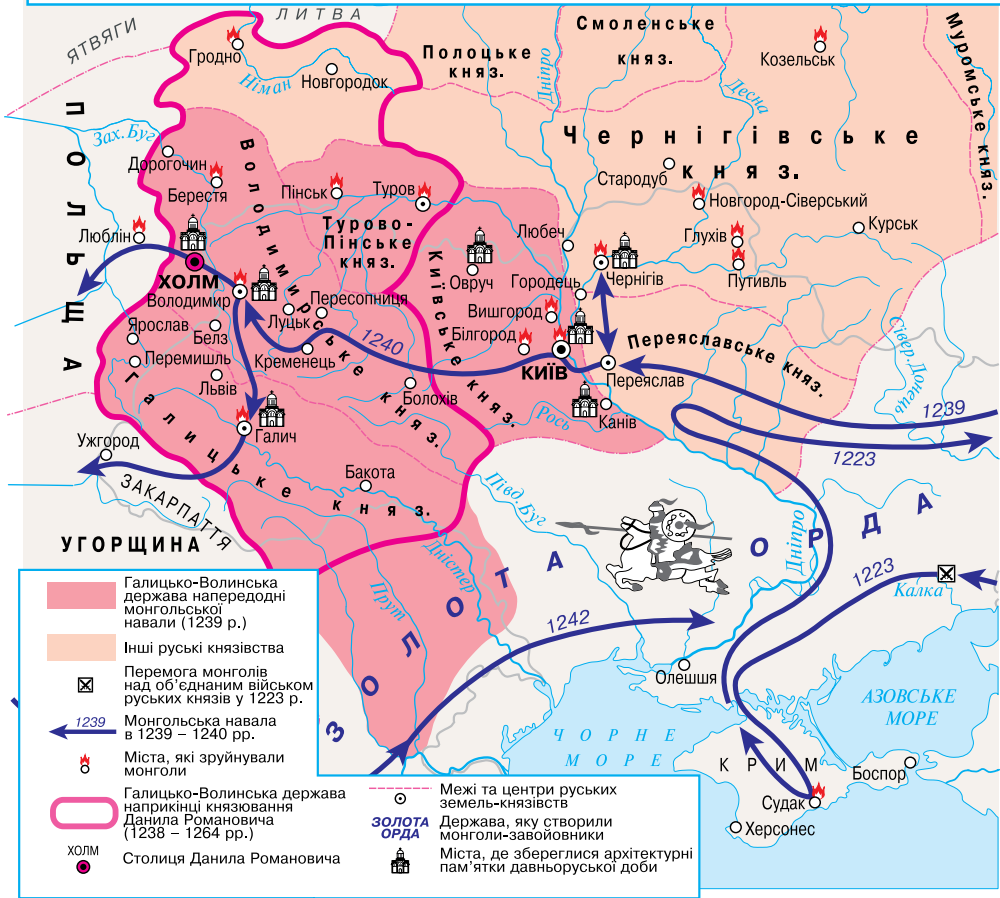 ЛИТВА
ЯТВЯГИ
Гродно
Німан
Новгородок
Полоцьке
княз.
Смоленське
княз.
Дніпро
Козельськ
Десна
Муромське княз.
ПОЛЬЩА
Зах. Буг
Дорогочин
Берестя
Володимирське княз.
Пінськ
Туров
Турово-
Пінське
княз.
Чернігівське
княз.
Стародуб
Новгород-Сіверський
Курськ
Глухів
Путивль
Любеч
Люблін
ХОЛМ
Володимир
Овруч
Київське княз.
Городець
Чернігів
Вишгород
Білгород
КИЇВ
Переяславське княз.
Переяслав
Сівер. Донець
Пересопниця
Луцьк
Ярослав
Белз
Перемишль
Кременець
1240
Львів
Болохів
Галицьке княз.
Галич
Рось
Канів
1239
1223
Ужгород
ЗАКАРПАТТЯ
Бакота
Півд. Буг
УГОРЩИНА
Дністер
Прут
ЗОЛОТА ОРДА
Дніпро
1223
Калка
1242
Олешшя
АЗОВСЬКЕ
МОРЕ
ЧОРНЕ
МОРЕ
КРИМ
Боспор
Судак
Херсонес
Галицько-Волинська
держава напередодні
монгольської
навали (1239 р.)
Інші руські князівства
Перемога монголів
над об’єднаним військом
руських князів у 1223 р.
1239
Монгольська навала
в 1239 – 1240 рр.
Міста, які зруйнували
монголи
Галицько-Волинська держава
наприкінці князювання
Данила Романовича
(1238 – 1264 рр.)
ХОЛМ
Столиця Данила Романовича
Межі та центри руських
земель-князівств
ЗОЛОТА
ОРДА
Держава, яку створили
монголи-завойовники
Міста, де збереглися архітектурні
пам’ятки давньоруської доби